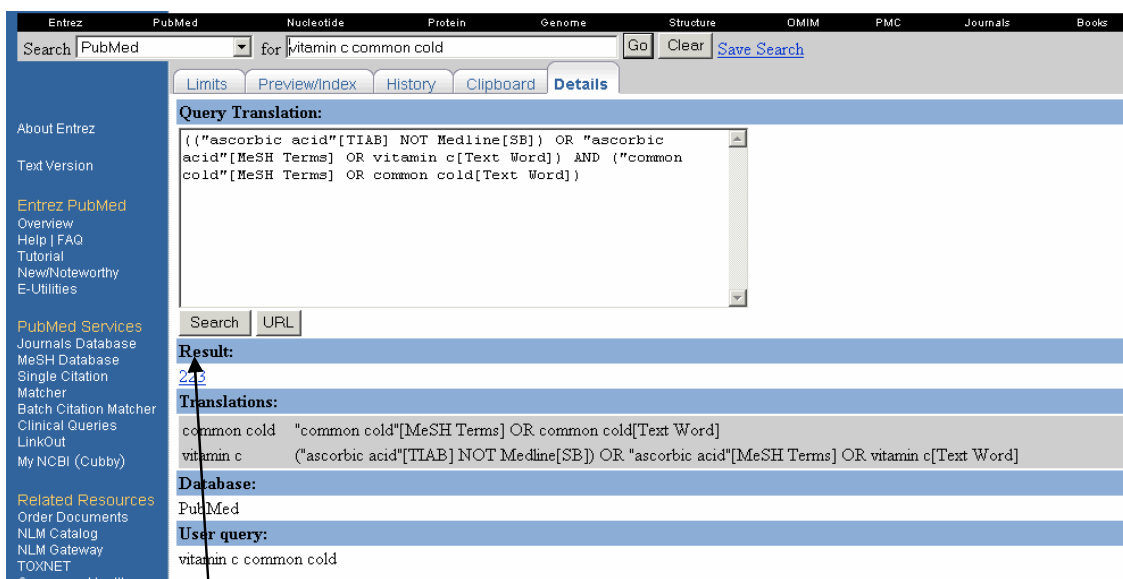 Entrez PubMed Nucleotide Protein Genome Structure OMIM PMC Journals Books
Search PubMed for vitamin c common cold Go Clear Save Search
Limits Preview/Index History Clipboard Details
About Entrez
Text Version
Entrez PubMed
Overview
Help | FAQ
Tutorial
New/Noteworthy
E-Utilities
PubMed Services
Journals Database
MeSH Database
Single Citation
Matcher
Batch Citation Matcher
Clinical Queries
LinkOut
My NCBI (Cubby)
Related Resources
Order Documents
NLM Catalog
NLM Gateway
TOXNET
Query Translation:
(("ascorbic acid"[TIAB] NOT Medline[SB]) OR "ascorbic
acid"[MeSH Terms] OR vitamin c[Text Word]) AND ("common
cold"[MeSH Terms] OR common cold[Text Word])
Search URL
Result:
223
Translations:
common cold "common cold"[MeSH Terms] OR common cold[Text Word]
vitamin c ("ascorbic acid"[TIAB] NOT Medline[SB]) OR "ascorbic acid"[MeSH Terms] OR vitamin c[Text Word]
Database:
PubMed
User query:
vitamin c common cold